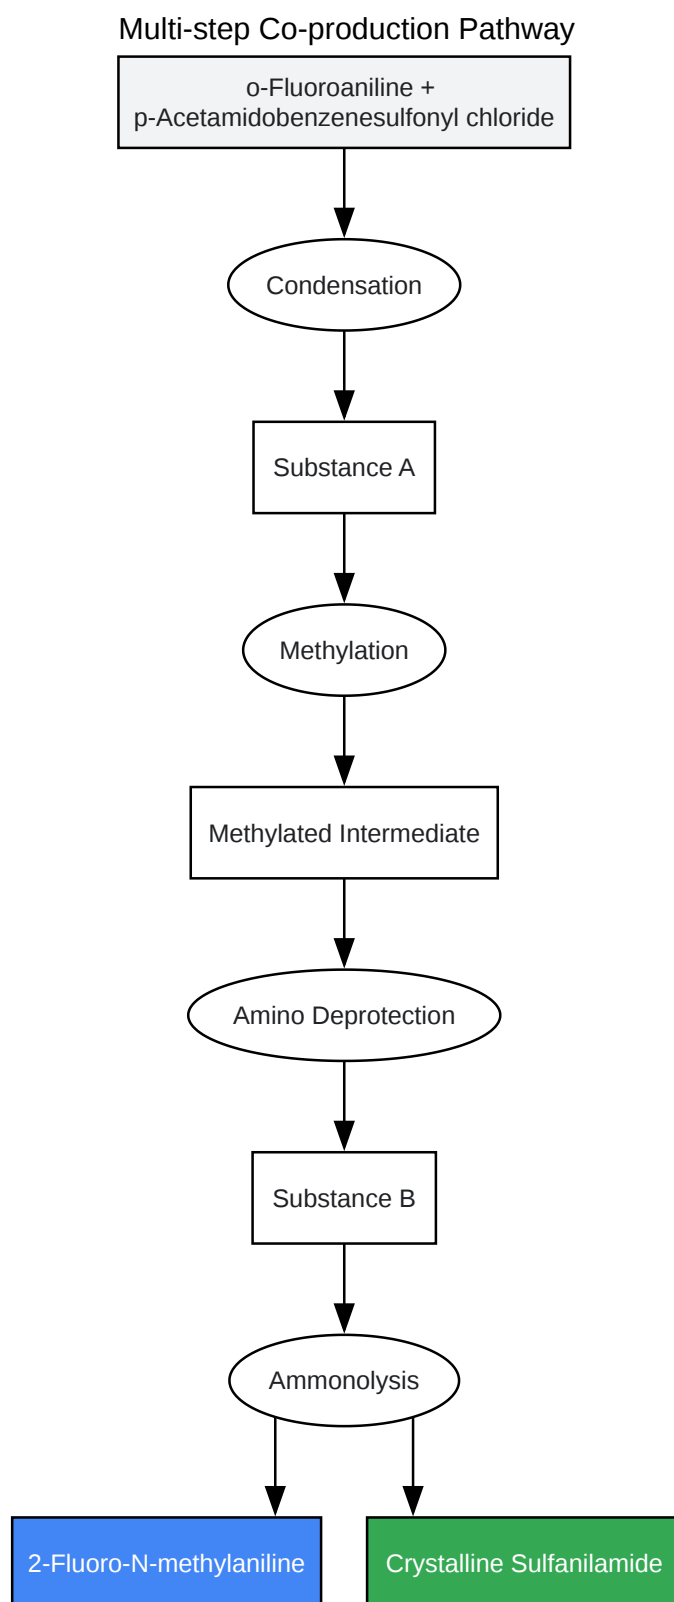 Multi-step Co-production Pathway
o-Fluoroaniline +
p-Acetamidobenzenesulfonyl chloride
Condensation
Substance A
Methylation
Methylated Intermediate
Amino Deprotection
Substance B
Ammonolysis
2-Fluoro-N-methylaniline
Crystalline Sulfanilamide